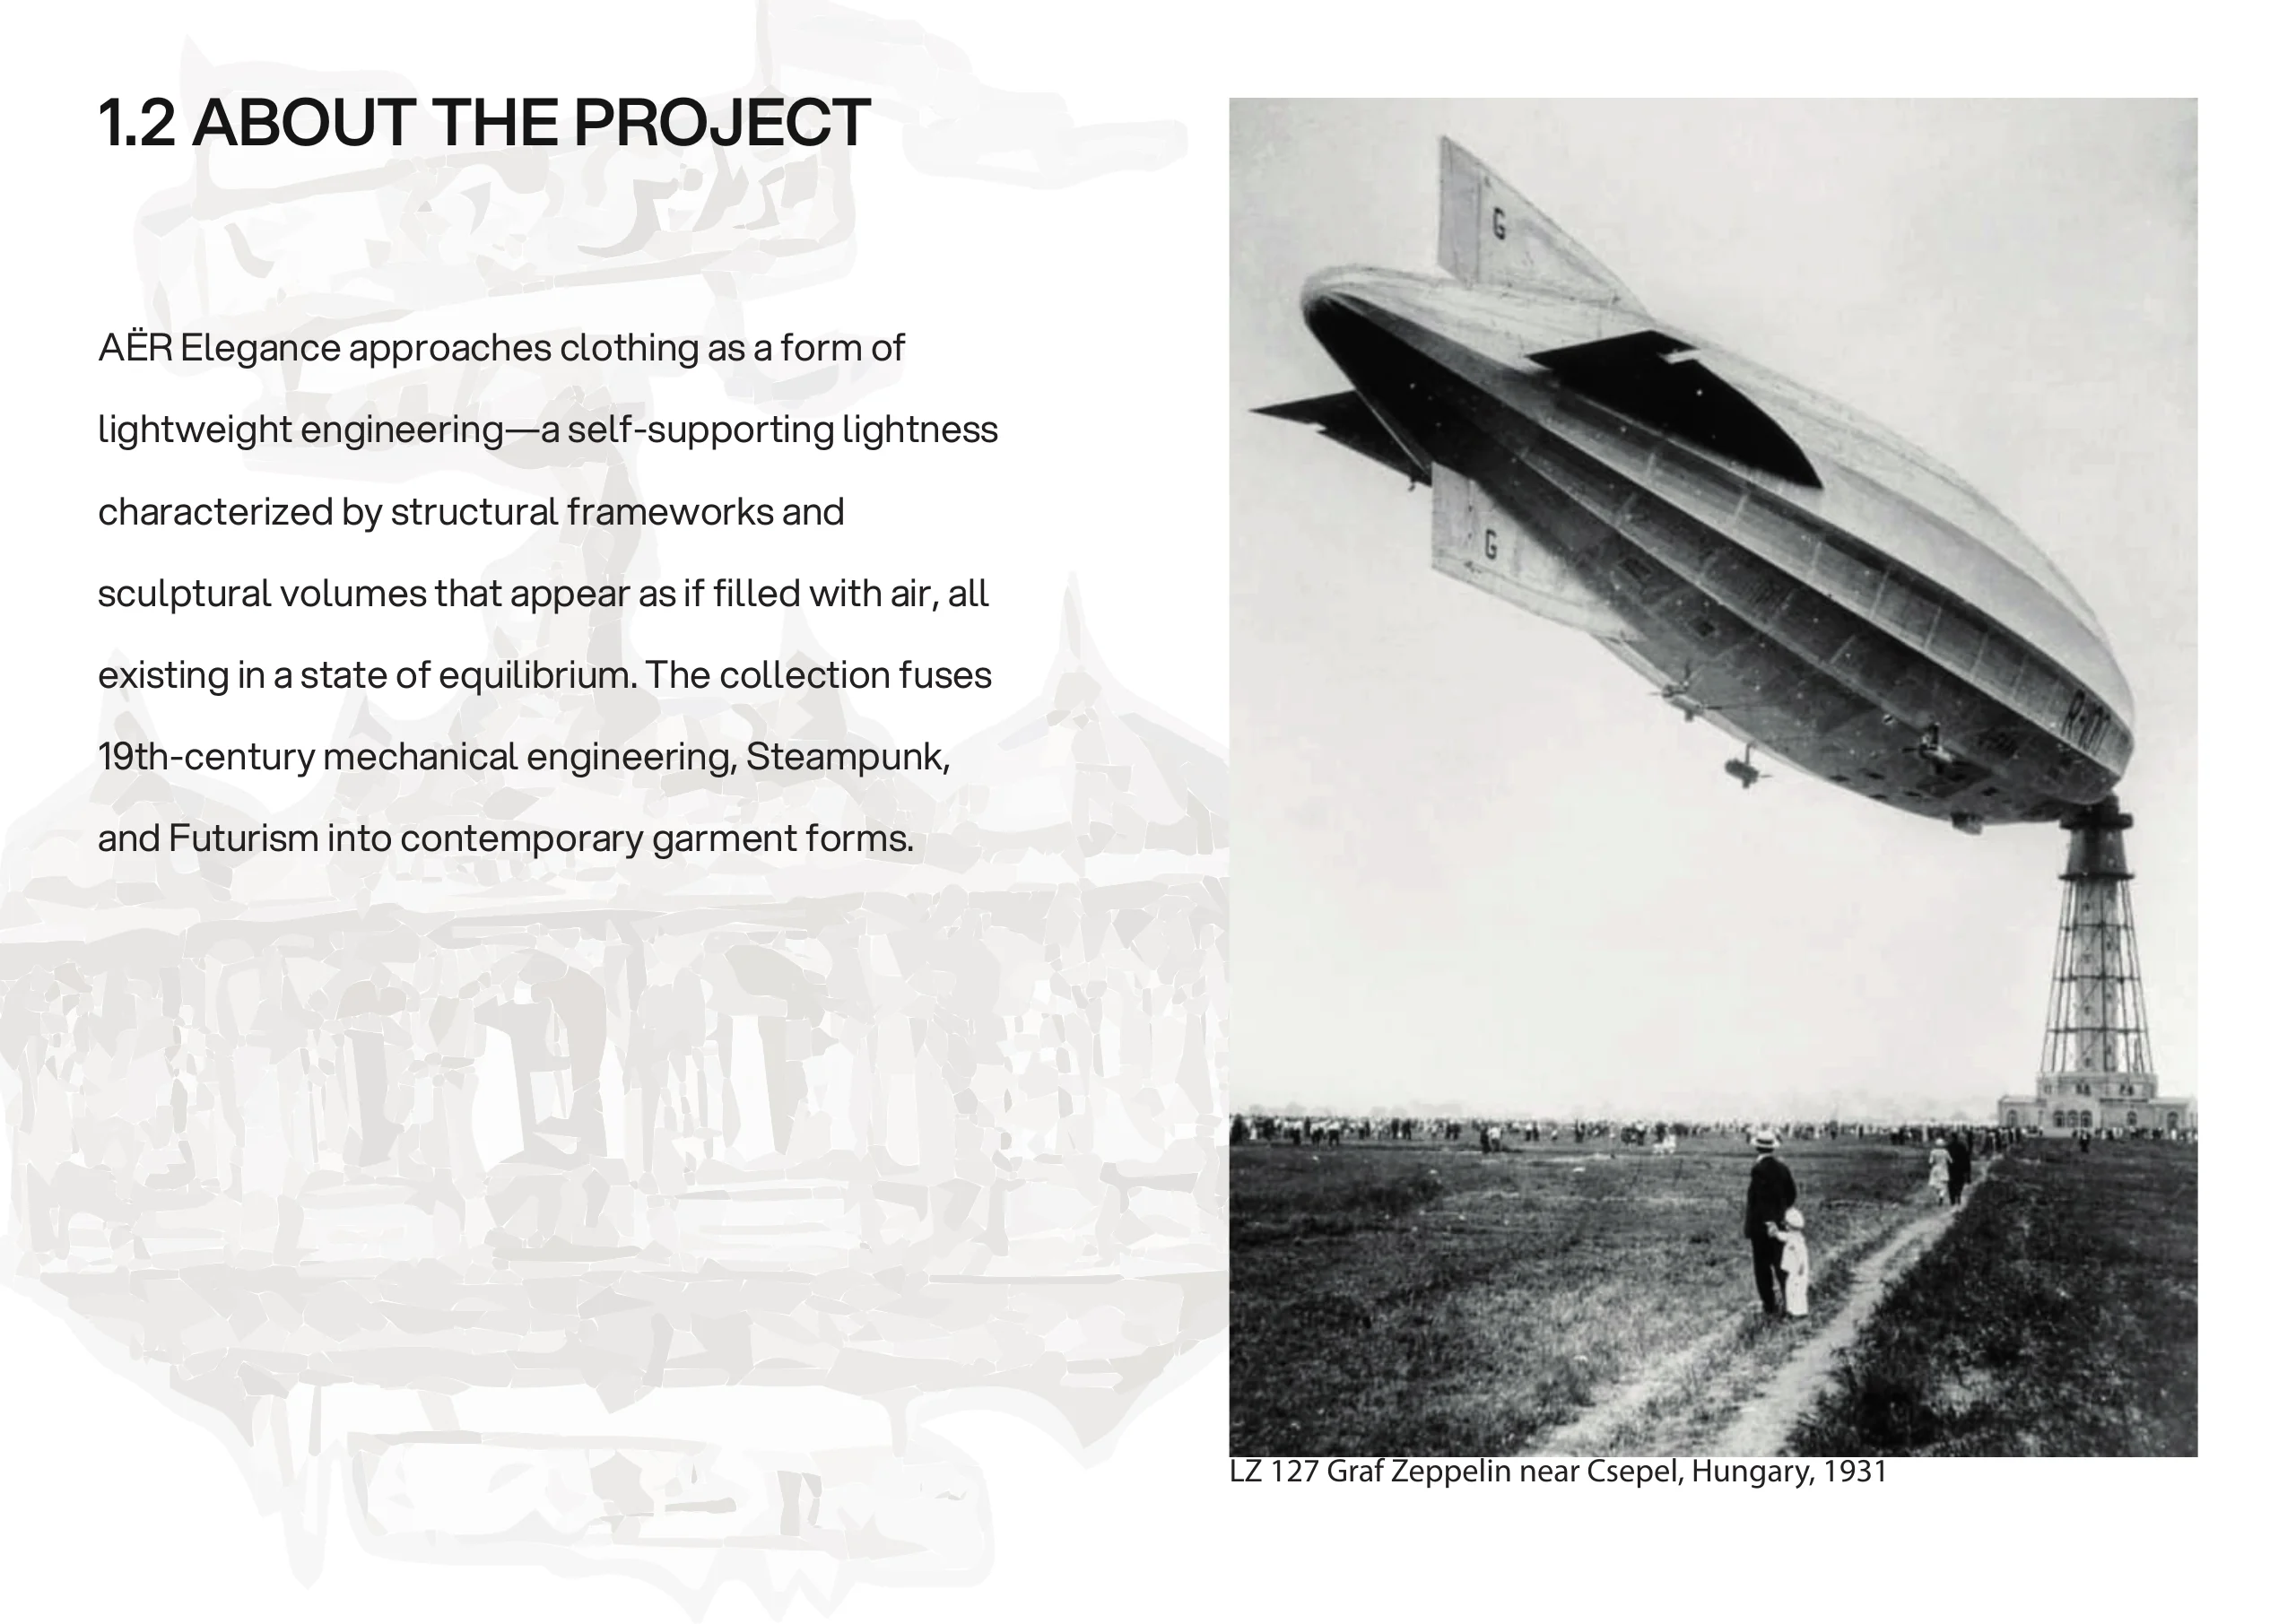 1.2 ABOUT THE PROJECT
AËR Elegance approaches clothing as a form of
lightweight engineering—a self-supporting lightness
characterized by structural frameworks and
sculptural volumes that appear as if filled with air, all
existing in a state of equilibrium. The collection fuses
19th-century mechanical engineering, Steampunk,
and Futurism into contemporary garment forms.
G
G
LZ 127 Graf Zeppelin near Csepel, Hungary, 1931